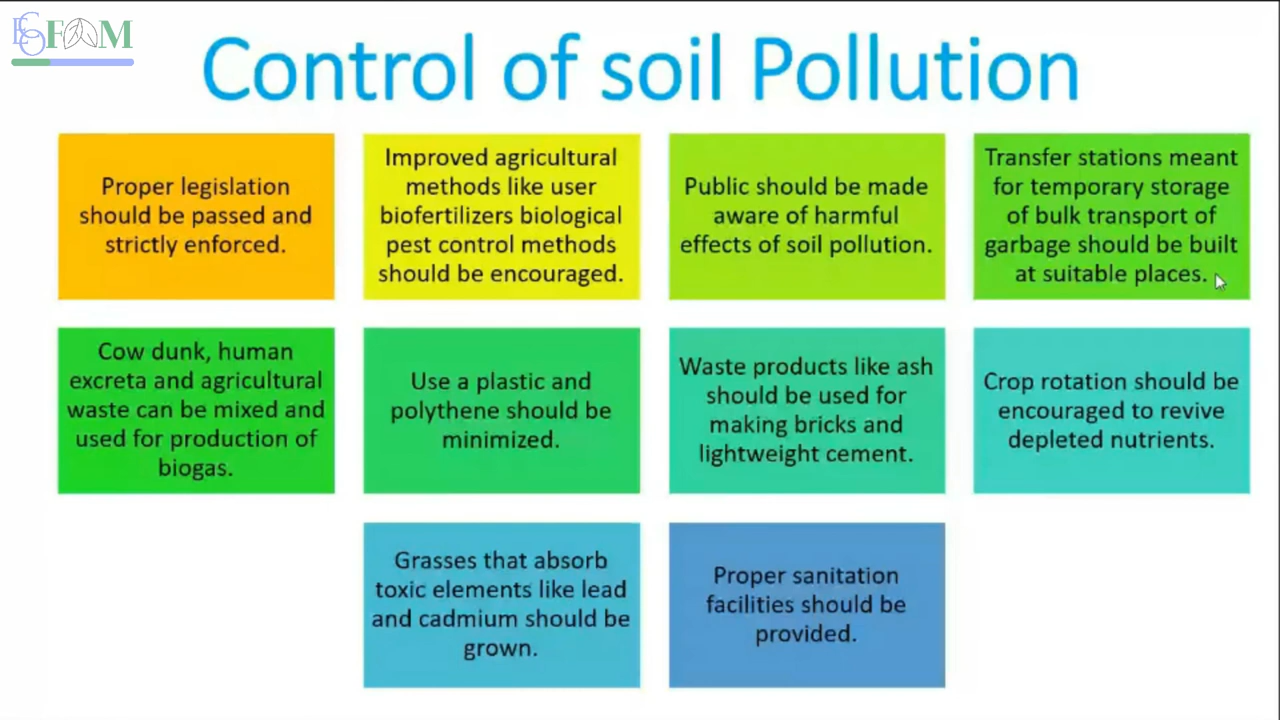 ECOFAM
Control of soil Pollution
Proper legislation
should be passed and
strictly enforced.
Improved agricultural
methods like user
biofertilizers biological
pest control methods
should be encouraged.
Public should be made
aware of harmful
effects of soil pollution.
Transfer stations meant
for temporary storage
of bulk transport of
garbage should be built
at suitable places.
Cow dunk, human
excreta and agricultural
waste can be mixed and
used for production of
biogas.
Use a plastic and
polythene should be
minimized.
Waste products like ash
should be used for
making bricks and
lightweight cement.
Crop rotation should be
encouraged to revive
depleted nutrients.
Grasses that absorb
toxic elements like lead
and cadmium should be
grown.
Proper sanitation
facilities should be
provided.